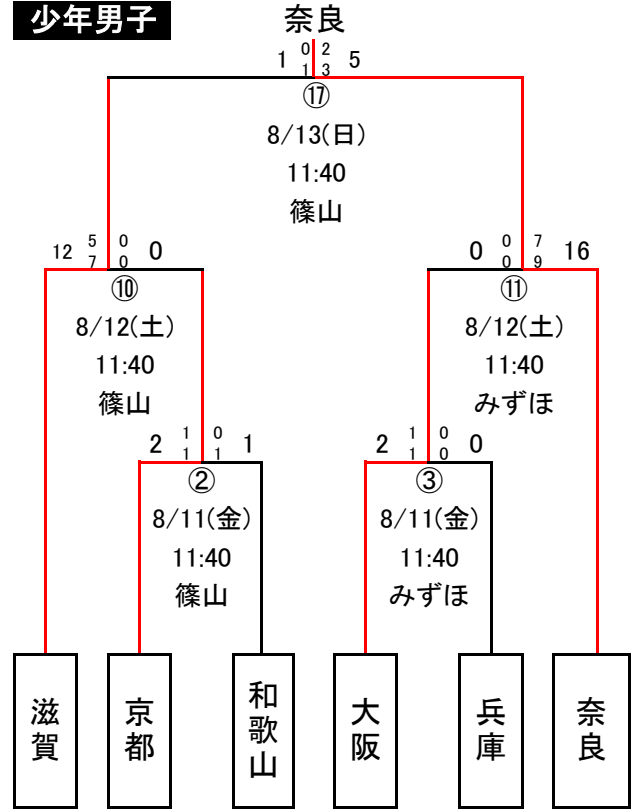 少年男子
奈良
1 0 2 5
1 3
⑰
8/13(日)
11:40
篠山
12 5 0 0
7 0
0 0 7 16
0 9
⑩
8/12(土)
11:40
篠山
⑪
8/12(土)
11:40
みずほ
2 1 0 1
1 1
2 1 0 0
1 0
②
8/11(金)
11:40
篠山
③
8/11(金)
11:40
みずほ
滋賀
京都
和歌山
大阪
兵庫
奈良